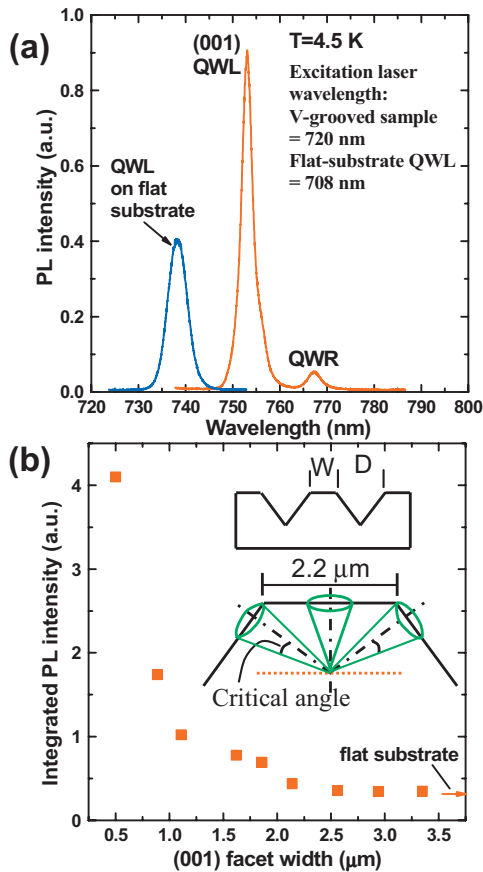 (a)
(001)
QWL
T=4.5 K
Excitation laser
wavelength:
V-grooved sample
= 720 nm
Flat-substrate QWL
= 708 nm
QWL
on flat
substrate
QWR
PL intensity (a.u.)
1.0
0.8
0.6
0.4
0.2
0.0
720 730 740 750 760 770 780 790 800
Wavelength (nm)
(b)
W D
2.2 μm
Critical angle
flat substrate
Integrated PL intensity (a.u.)
4
3
2
1
0
0.5 1.0 1.5 2.0 2.5 3.0 3.5
(001) facet width (μm)